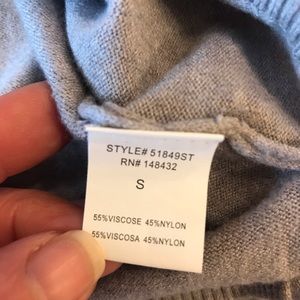 STYLE# 51849ST
RN# 148432
S
55%VISCOSE 45%NYLON
55%VISCOSA 45%NYLON